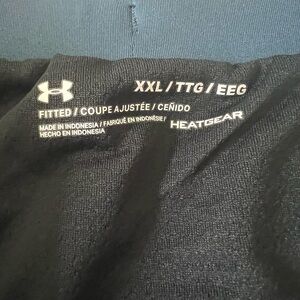 XXL / TTG / EEG
FITTED / COUPE AJUSTÉE / CEÑIDO
MADE IN INDONESIA / FABRIQUÉ EN INDONÉSIE /
HECHO EN INDONESIA
HEATGEAR